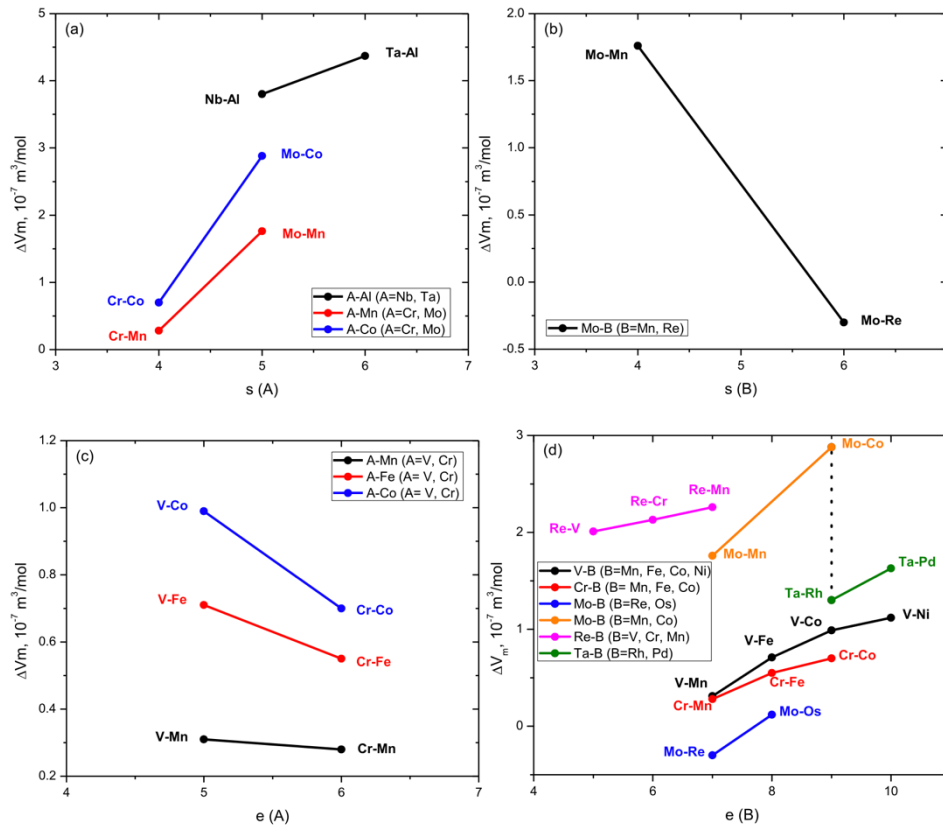 (a)
ΔVm, 10⁻⁷ m³/mol
5
4
3
2
1
0
3
4
5
6
7
s (A)
Ta-Al
Nb-Al
Mo-Co
Mo-Mn
Cr-Co
Cr-Mn
A-Al (A=Nb, Ta)
A-Mn (A=Cr, Mo)
A-Co (A=Cr, Mo)
(b)
ΔVm, 10⁻⁷ m³/mol
2.0
1.5
1.0
0.5
0.0
-0.5
3
4
5
6
s (B)
Mo-Mn
Mo-Re
Mo-B (B=Mn, Re)
(c)
ΔVm, 10⁻⁷ m³/mol
1.2
1.0
0.8
0.6
0.4
0.2
4
5
6
7
e (A)
A-Mn (A=V, Cr)
A-Fe (A= V, Cr)
A-Co (A= V, Cr)
V-Co
Cr-Co
V-Fe
Cr-Fe
V-Mn
Cr-Mn
(d)
ΔVₘ, 10⁻⁷ m³/mol
3
2
1
0
4
6
8
10
e (B)
Mo-Co
Re-Mn
Re-Cr
Re-V
Mo-Mn
Ta-Pd
Ta-Rh
V-B (B=Mn, Fe, Co, Ni)
Cr-B (B= Mn, Fe, Co)
Mo-B (B=Re, Os)
Mo-B (B=Mn, Co)
Re-B (B=V, Cr, Mn)
Ta-B (B=Rh, Pd)
V-Ni
V-Co
V-Fe
V-Mn
Cr-Co
Cr-Fe
Cr-Mn
Mo-Os
Mo-Re